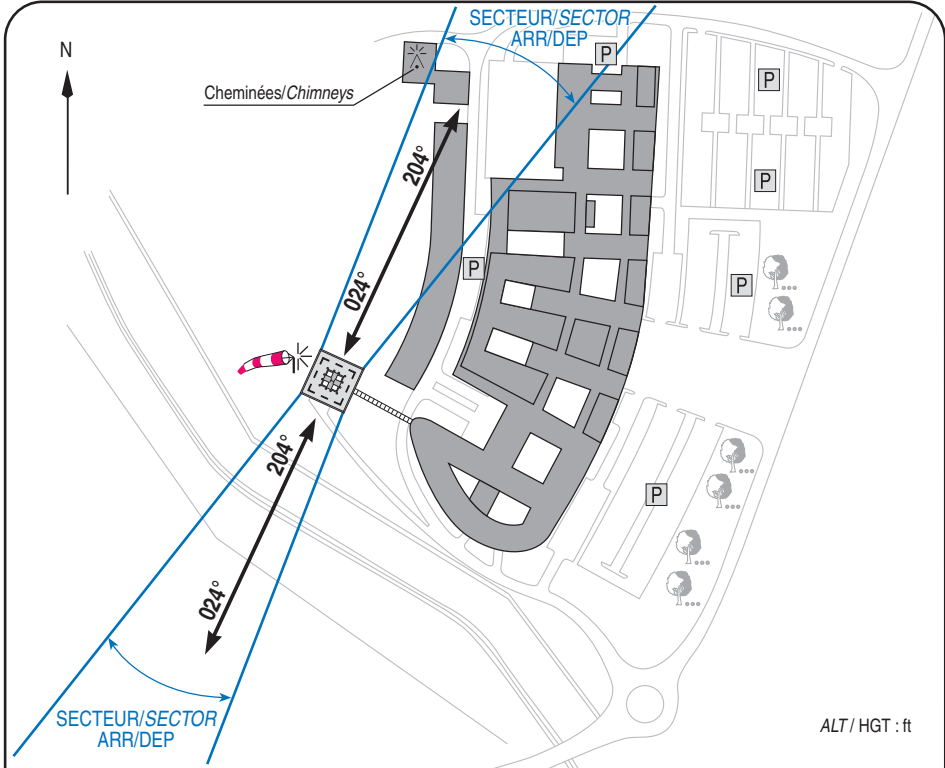 SECTEUR/SECTOR
ARR/DEP
N
P
P
Cheminées/Chimneys
204°
P
024°
P
P
204°
P
024°
SECTEUR/SECTOR
ARR/DEP
ALT / HGT : ft